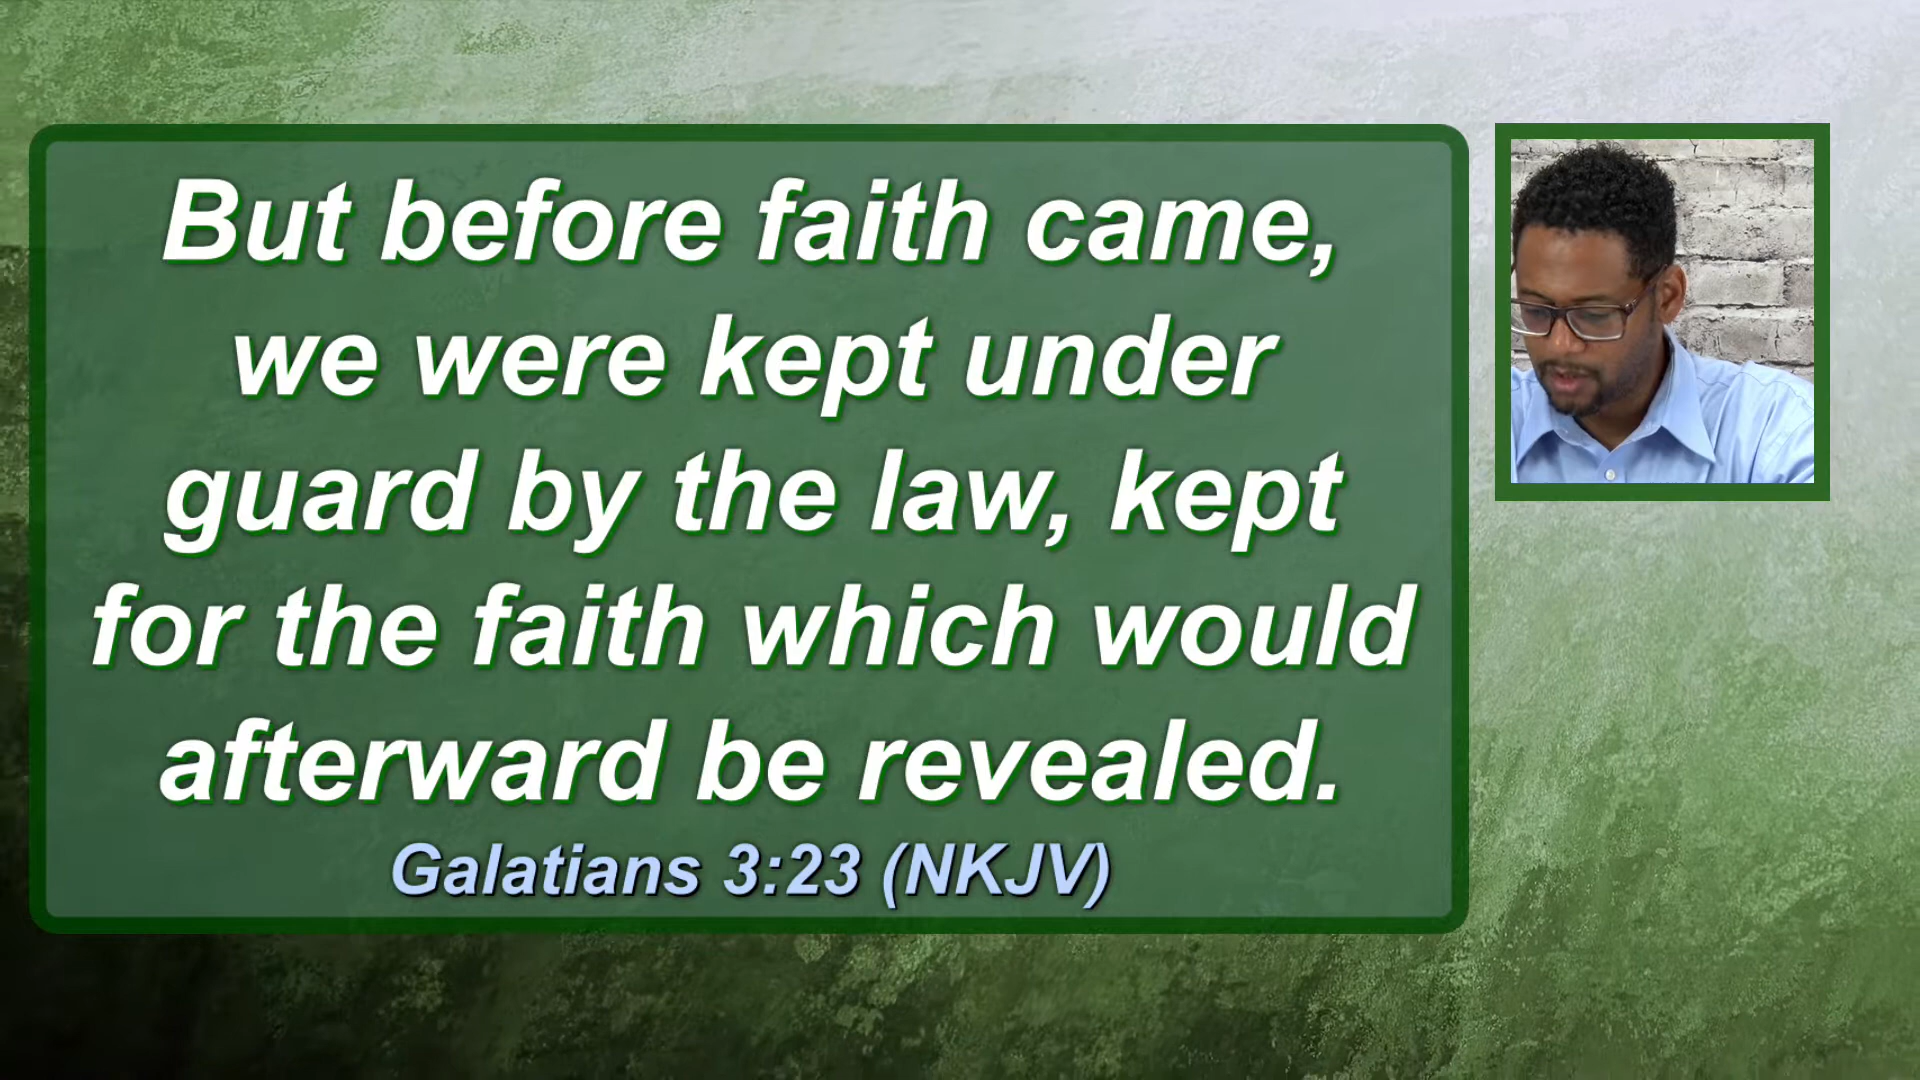 But before faith came,
we were kept under
guard by the law, kept
for the faith which would
afterward be revealed.
Galatians 3:23 (NKJV)